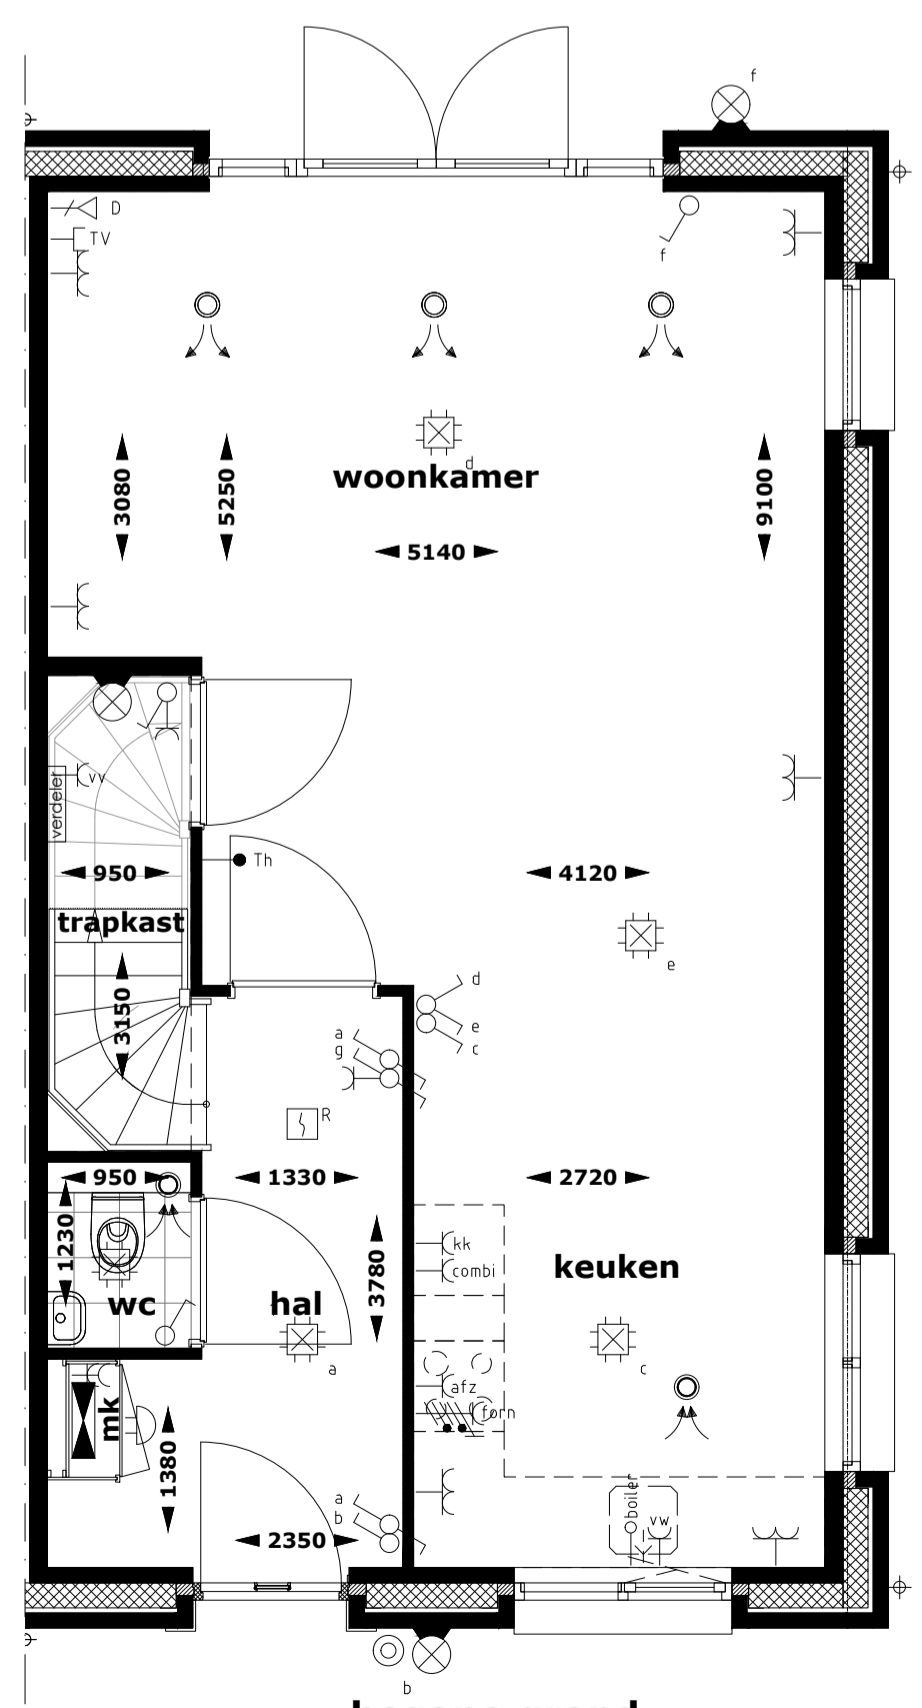 f
D
TV
f
d
woonkamer
3080
5250
9100
5140
vv
verdeler
Th
950
4120
trapkast
e
d
3150
a
e
g
c
R
950
1330
2720
1230
kk
combi
keuken
3780
wc
hal
a
c
afz
forn
mk
1380
boiler
a
b
vw
2350
b